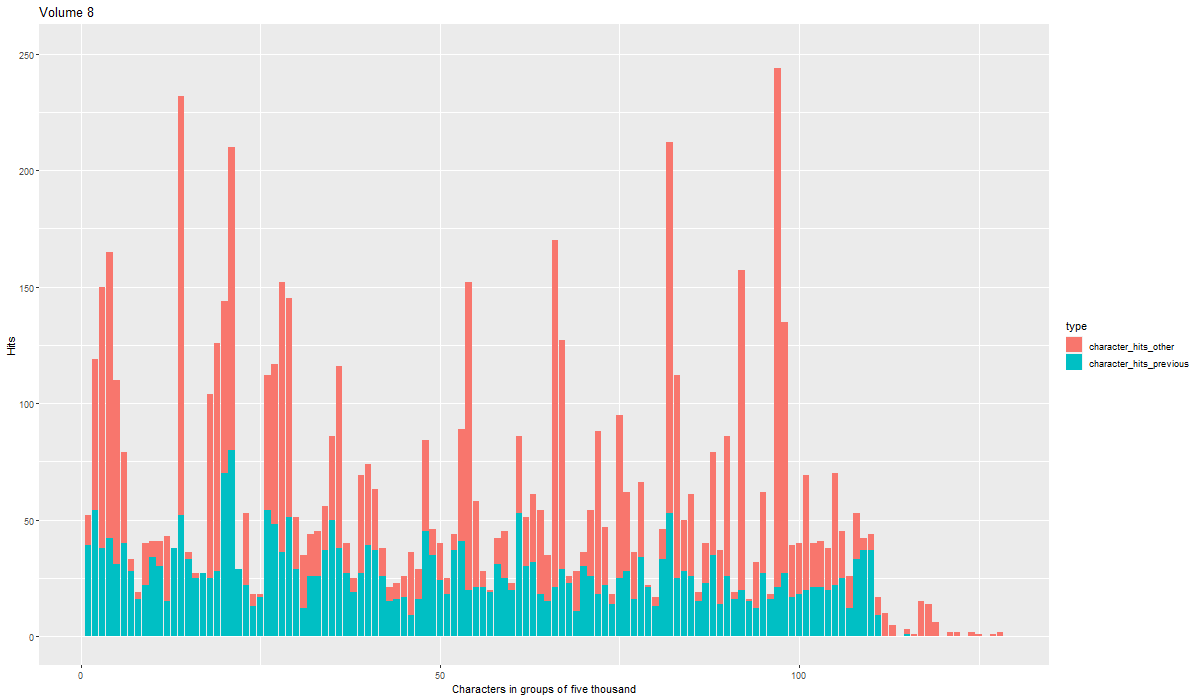 Volume 8
250
200
150
100
50
0
Hits
0 50 100
Characters in groups of five thousand
type
character_hits_other
character_hits_previous